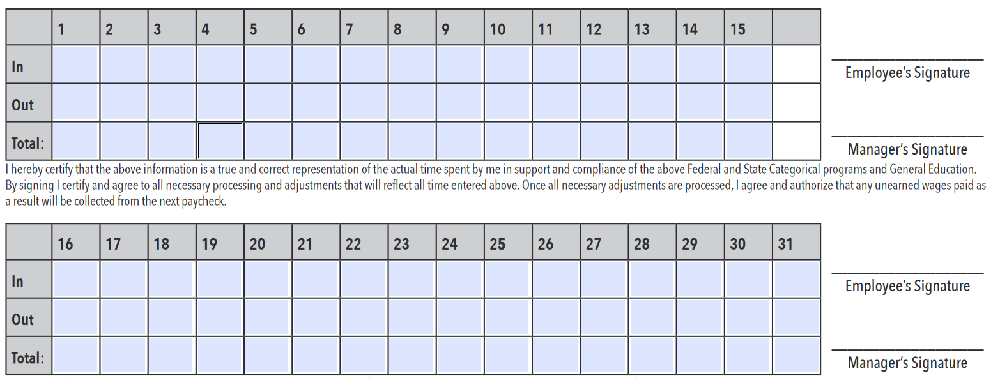 1 2 3 4 5 6 7 8 9 10 11 12 13 14 15
In
Employee's Signature
Out
Total:
Manager's Signature
I hereby certify that the above information is a true and correct representation of the actual time spent by me in support and compliance of the above Federal and State Categorical programs and General Education.
By signing I certify and agree to all necessary processing and adjustments that will reflect all time entered above. Once all necessary adjustments are processed, I agree and authorize that any unearned wages paid as
a result will be collected from the next paycheck.
16 17 18 19 20 21 22 23 24 25 26 27 28 29 30 31
In
Employee's Signature
Out
Total:
Manager's Signature